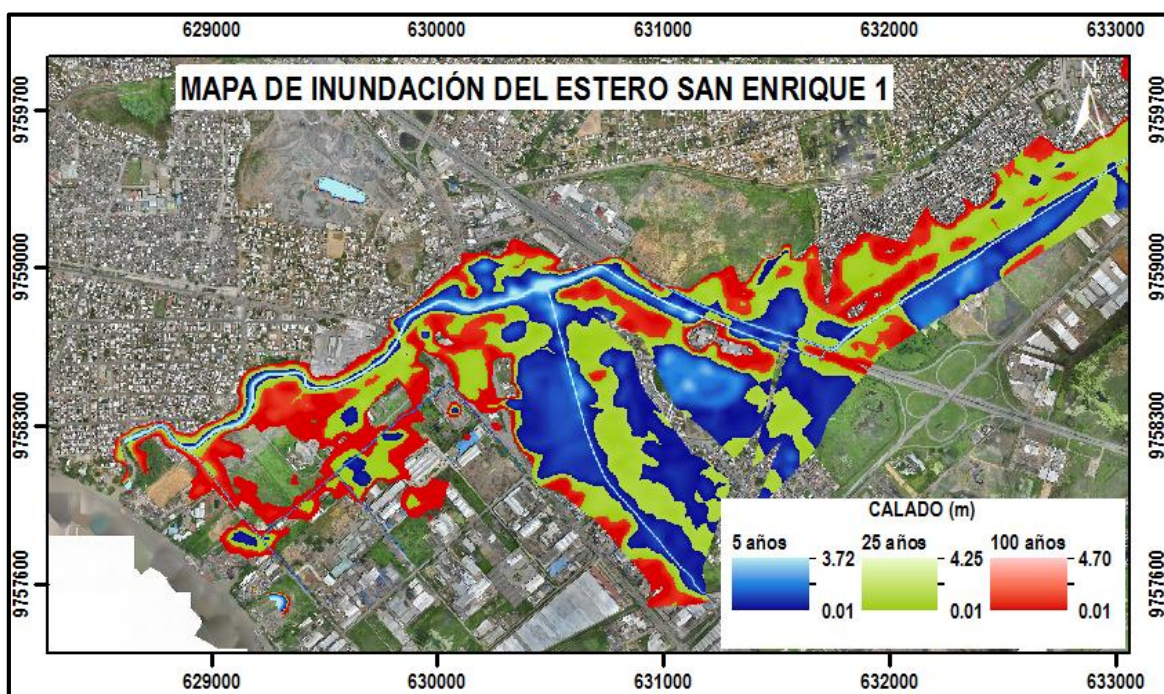 629000 630000 631000 632000 633000
MAPA DE INUNDACIÓN DEL ESTERO SAN ENRIQUE 1
N
9759700 9759700
9759000 9759000
9758300 9758300
9757600 9757600
CALADO (m)
5 años 25 años 100 años
3.72 4.25 4.70
0.01 0.01 0.01
629000 630000 631000 632000 633000